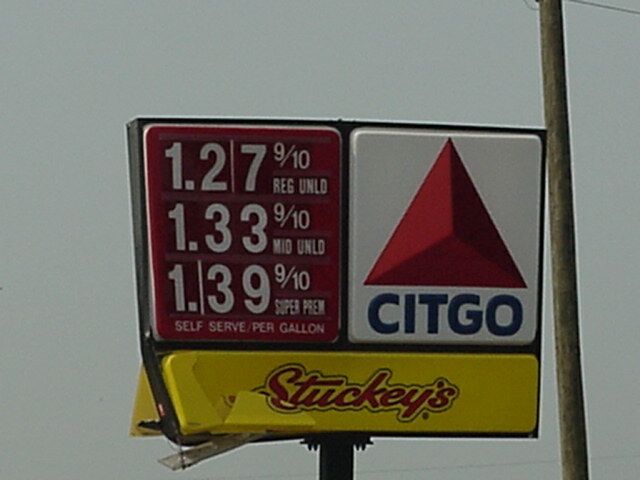 1.27 9/10
REG UNLD
1.33 9/10
MID UNLD
1.39 9/10
SUPER PREM
SELF SERVE/PER GALLON
CITGO
Stuckey's®